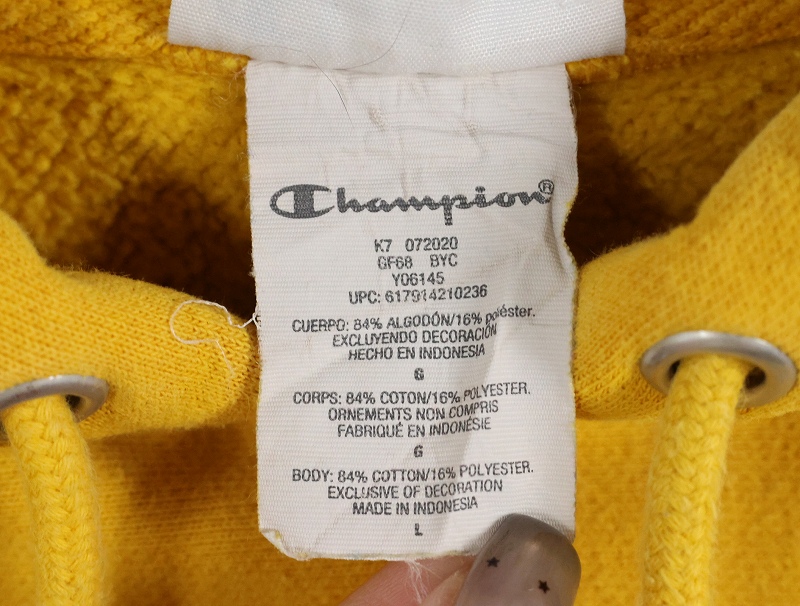 Champion®
K7 072020
GF68 BYC
Y06145
UPC: 617914210236
CUERPO: 84% ALGODÓN/16% poliéster.
EXCLUYENDO DECORACIÓN
HECHO EN INDONESIA
G
CORPS: 84% COTON/16% POLYESTER.
ORNEMENTS NON COMPRIS
FABRIQUÉ EN INDONÉSIE
G
BODY: 84% COTTON/16% POLYESTER.
EXCLUSIVE OF DECORATION
MADE IN INDONESIA
L